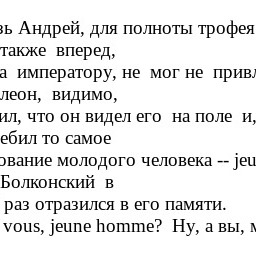 зь Андрей, для полноты трофея
также вперед,
а императору, не мог не привл
леон, видимо,
ил, что он видел его на поле и,
ебил то самое
ование молодого человека -- jeu
Болконский в
раз отразился в его памяти.
vous, jeune homme? Ну, а вы, м